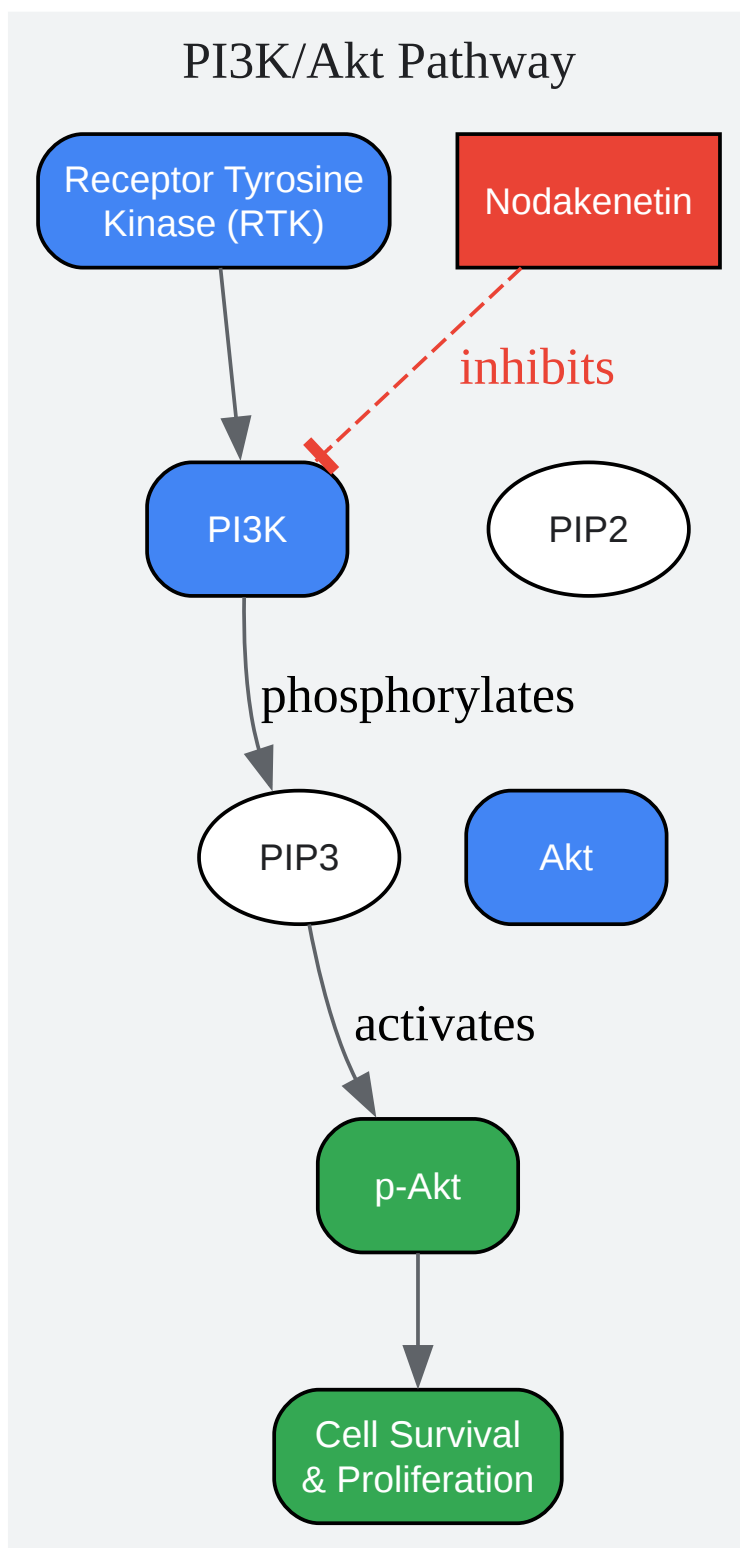 PI3K/Akt Pathway
Receptor Tyrosine
Kinase (RTK)
Nodakenetin
inhibits
PI3K
PIP2
phosphorylates
PIP3
Akt
activates
p-Akt
Cell Survival
& Proliferation